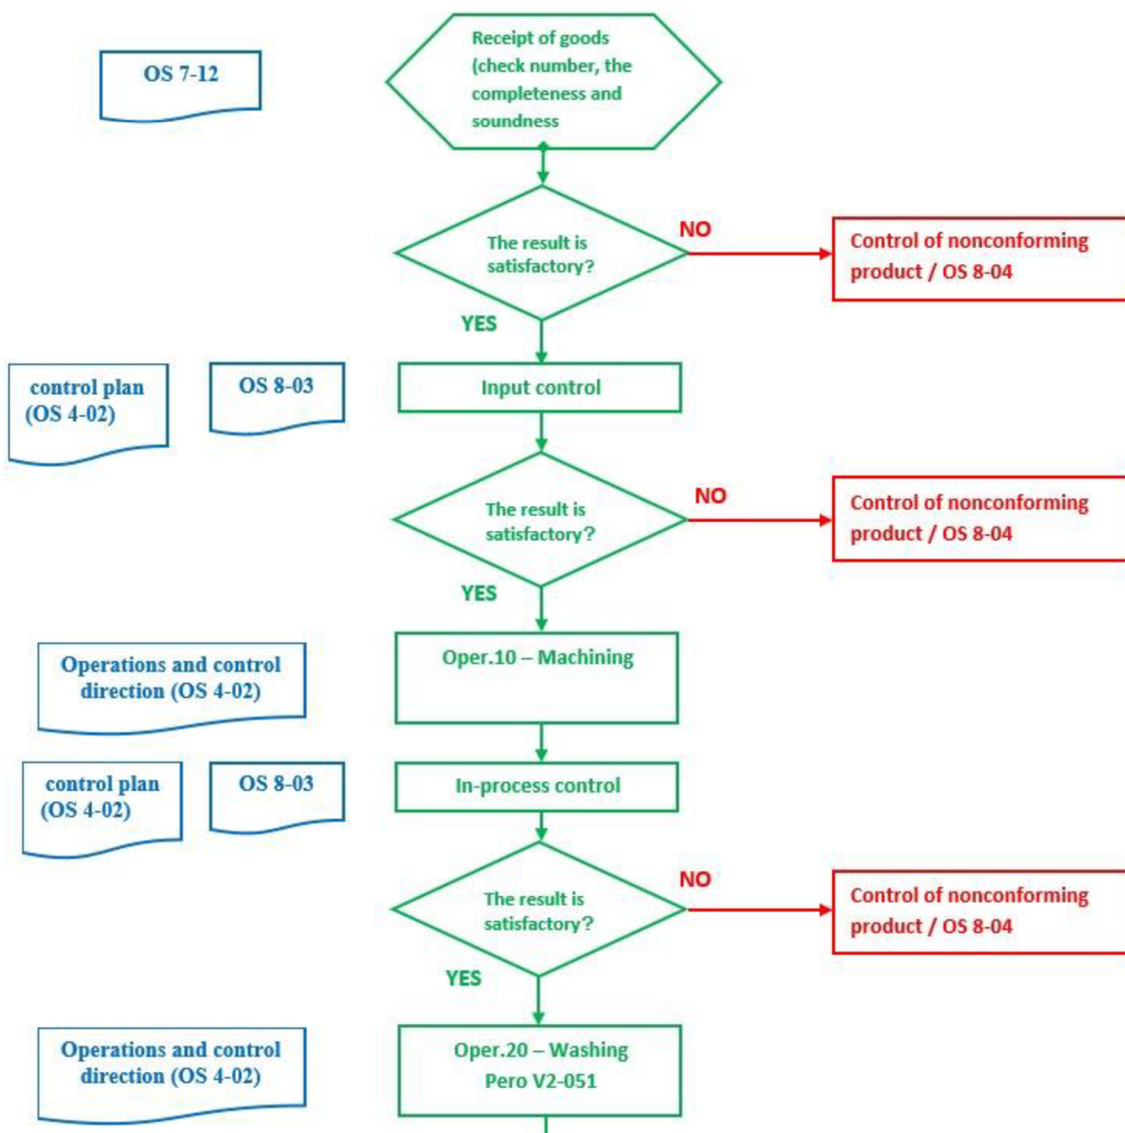 OS 7-12
Receipt of goods
(check number, the
completeness and
soundness
The result is
satisfactory?
NO
Control of nonconforming
product / OS 8-04
YES
control plan
(OS 4-02)
OS 8-03
Input control
The result is
satisfactory?
NO
Control of nonconforming
product / OS 8-04
YES
Operations and control
direction (OS 4-02)
Oper.10 – Machining
control plan
(OS 4-02)
OS 8-03
In-process control
The result is
satisfactory?
NO
Control of nonconforming
product / OS 8-04
YES
Operations and control
direction (OS 4-02)
Oper.20 – Washing
Pero V2-051